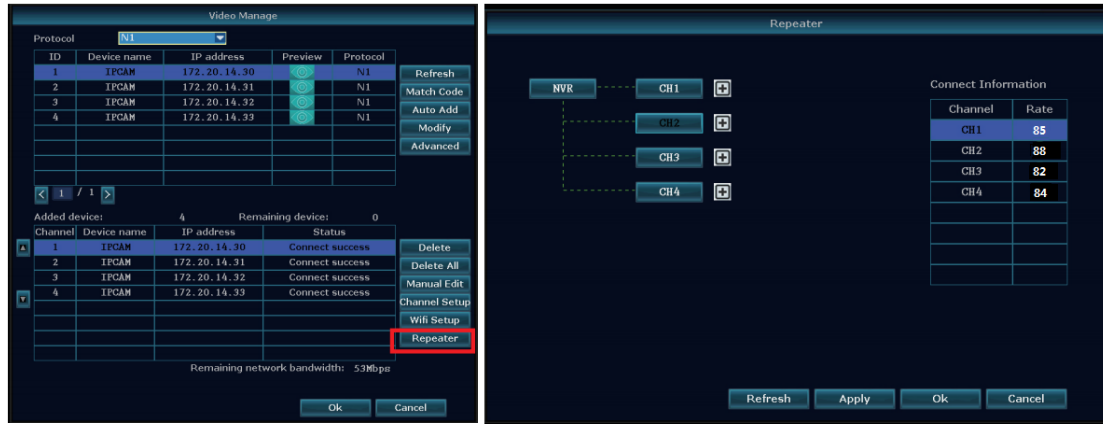 Video Manage
Protocol N1
ID Device name IP address Preview Protocol
1 IPCAM 172.20.14.30 N1
2 IPCAM 172.20.14.31 N1
3 IPCAM 172.20.14.32 N1
4 IPCAM 172.20.14.33 N1
Refresh
Match Code
Auto Add
Modify
Advanced
< 1 / 1 >
Added device: 4 Remaining device: 0
Channel Device name IP address Status
1 IPCAM 172.20.14.30 Connect success
2 IPCAM 172.20.14.31 Connect success
3 IPCAM 172.20.14.32 Connect success
4 IPCAM 172.20.14.33 Connect success
Delete
Delete All
Manual Edit
Channel Setup
Wifi Setup
Repeater
Remaining network bandwidth: 53Mbps
Ok Cancel
Repeater
NVR CH1
CH2
CH3
CH4
Connect Information
Channel Rate
CH1 85
CH2 88
CH3 82
CH4 84
Refresh Apply Ok Cancel